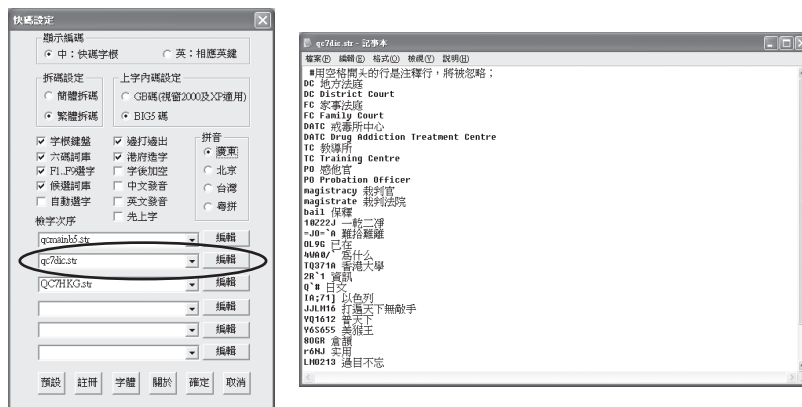 快碼設定
顯示編碼
中：快碼字根 英：相應英鍵
拆碼設定 上字內碼設定
簡體拆碼 GB碼(視窗2000及XP適用)
繁體拆碼 BIG5 碼
字根鍵盤 邊打邊出 拼音
六碼詞庫 港府造字 廣東
F1..F9選字 字後加空 北京
候選詞庫 中文發音 台灣
自動選字 英文發音 粵拼
檢字次序 先上字
qcmainb5.str 編輯
qc7dic.str 編輯
QC7HKG.str 編輯
編輯
編輯
編輯
預設 註冊 字體 關於 確定 取消
qc7dic.str - 記事本
檔案(F) 編輯(E) 格式(O) 檢視(V) 說明(H)
#用空格開头的行是注釋行，將被忽略；
DC 地方法庭
DC District Court
FC 家事法庭
FC Family Court
DATC 戒毒所中心
DATC Drug Addiction Treatment Centre
TC 教導所
TC Training Centre
PO 感他官
PO Probation Officer
magistracy 裁判官
magistrate 裁判法院
bail 保釋
10Z22J 一乾二淨
=JO=`A 難捨難離
0L9G 已在
4WA0/` 爲什么
TQ371A 香港大學
2R`1 資訊
Q`# 日文
IA;71] 以色列
JJLM16 打遍天下無敵手
YQ1612 普天下
Y6S655 美猴王
8OGR 倉頡
r6NJ 实用
LM0213 過目不忘